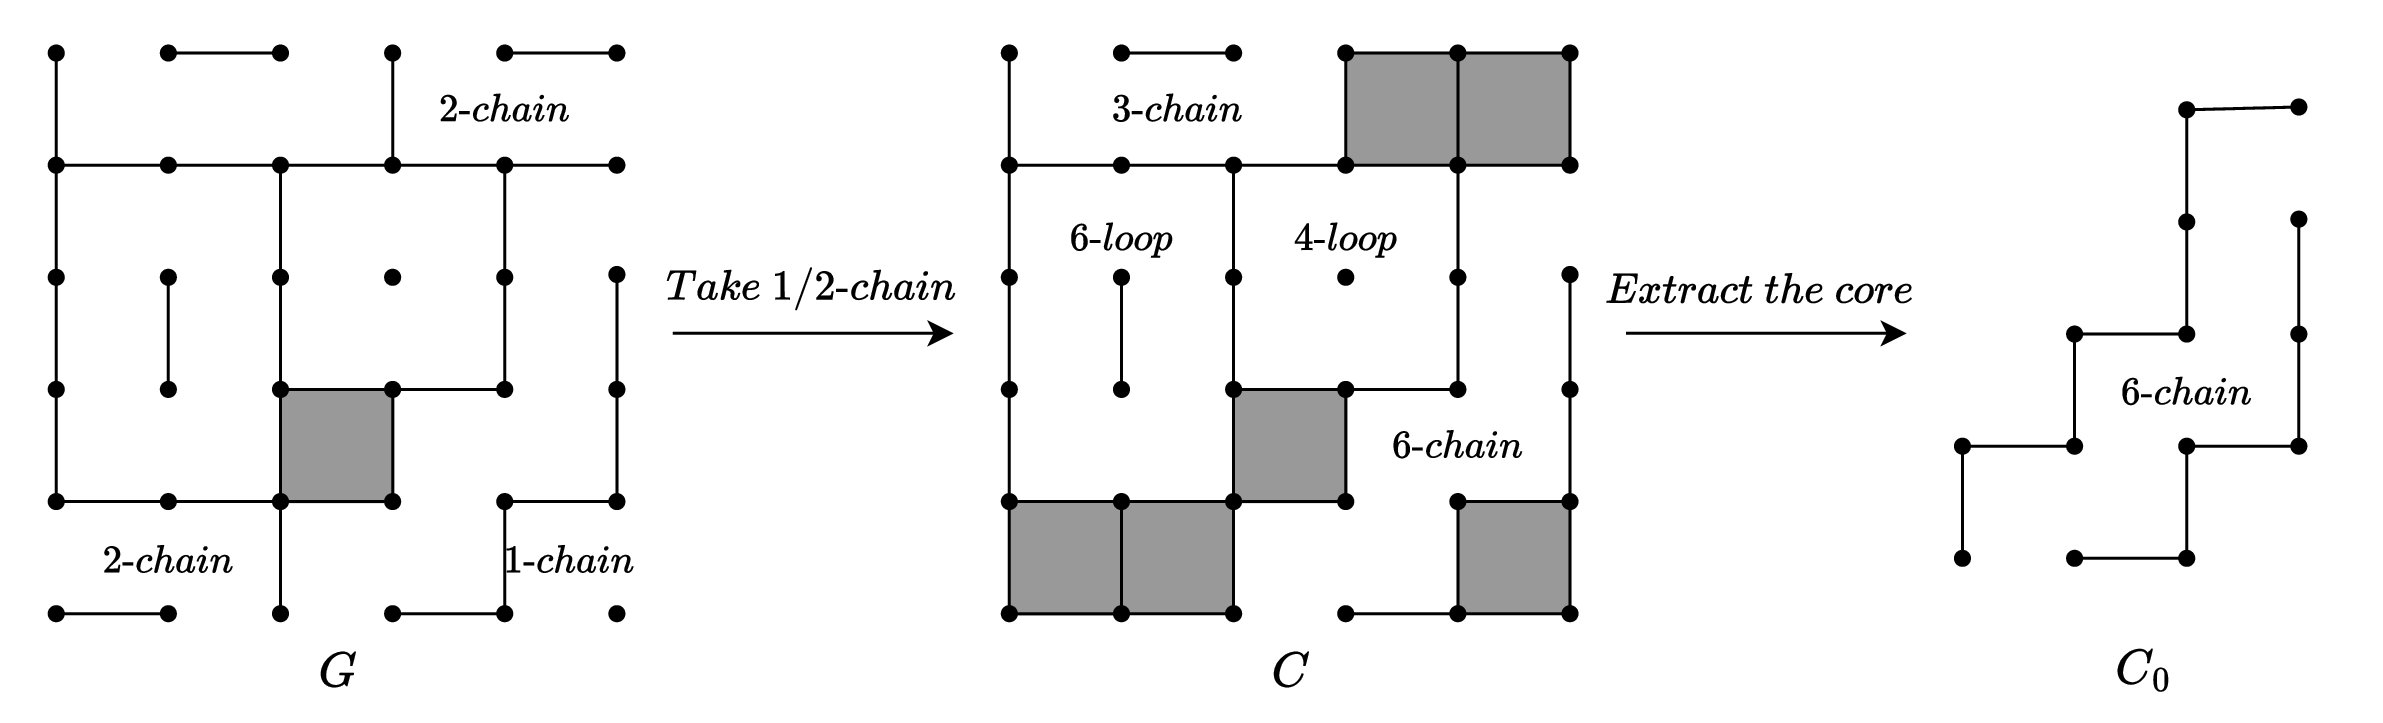 2-chain
2-chain
1-chain
G
Take 1/2-chain
3-chain
6-loop
4-loop
6-chain
C
Extract the core
6-chain
C₀